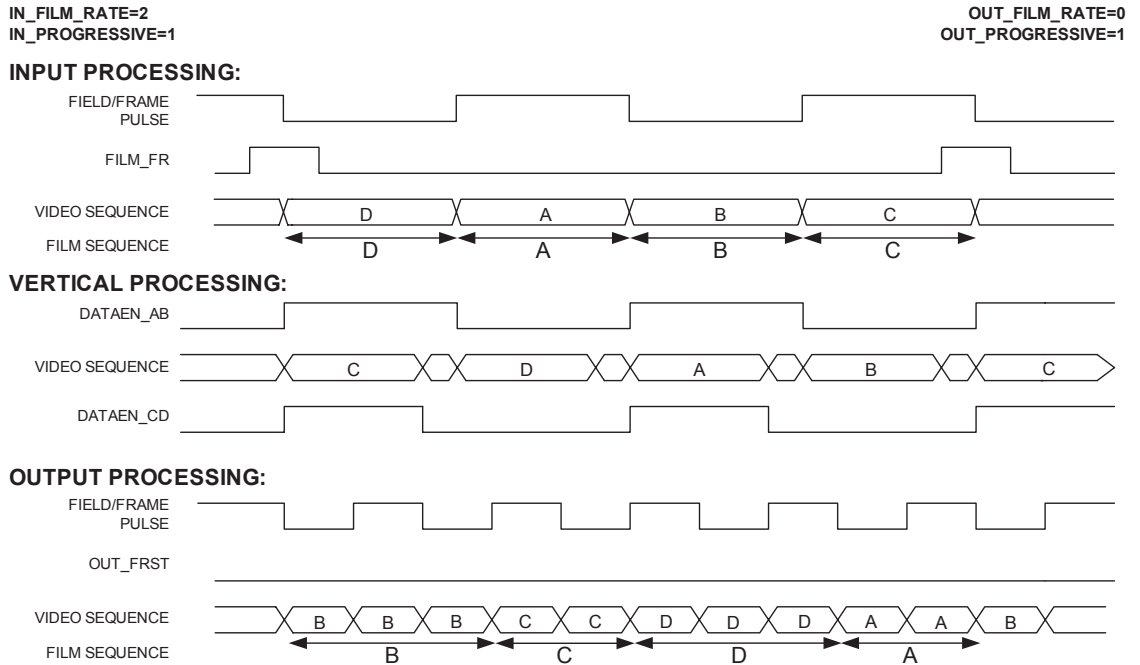 IN_FILM_RATE=2 OUT_FILM_RATE=0
IN_PROGRESSIVE=1 OUT_PROGRESSIVE=1
INPUT PROCESSING:
FIELD/FRAME
PULSE
FILM_FR
VIDEO SEQUENCE D A B C
FILM SEQUENCE D A B C
VERTICAL PROCESSING:
DATAEN_AB
VIDEO SEQUENCE C D A B C
DATAEN_CD
OUTPUT PROCESSING:
FIELD/FRAME
PULSE
OUT_FRST
VIDEO SEQUENCE B B B C C D D D A A B
FILM SEQUENCE B C D A